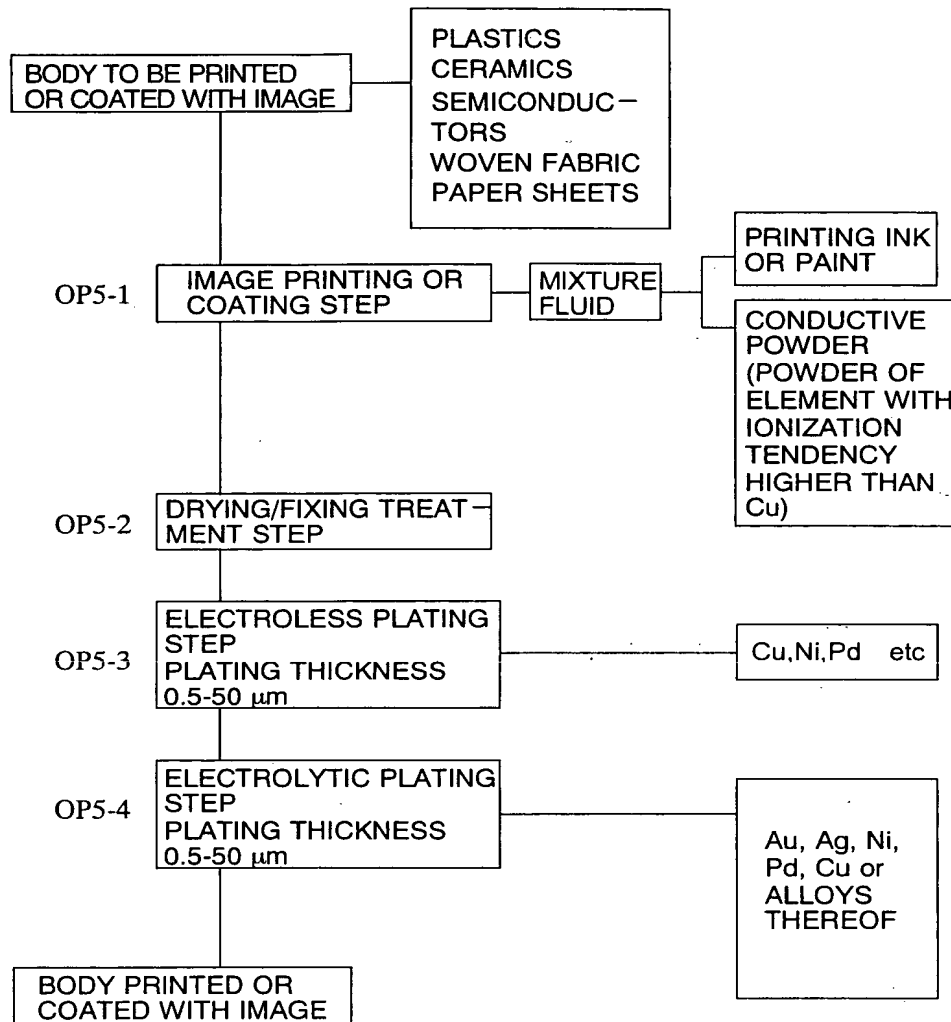 BODY TO BE PRINTED
OR COATED WITH IMAGE
PLASTICS
CERAMICS
SEMICONDUC-
TORS
WOVEN FABRIC
PAPER SHEETS
OP5-1
IMAGE PRINTING OR
COATING STEP
MIXTURE
FLUID
PRINTING INK
OR PAINT
CONDUCTIVE
POWDER
(POWDER OF
ELEMENT WITH
IONIZATION
TENDENCY
HIGHER THAN
Cu)
OP5-2
DRYING/FIXING TREAT-
MENT STEP
OP5-3
ELECTROLESS PLATING
STEP
PLATING THICKNESS
0.5-50 μm
Cu,Ni,Pd etc
OP5-4
ELECTROLYTIC PLATING
STEP
PLATING THICKNESS
0.5-50 μm
Au, Ag, Ni,
Pd, Cu or
ALLOYS
THEREOF
BODY PRINTED OR
COATED WITH IMAGE